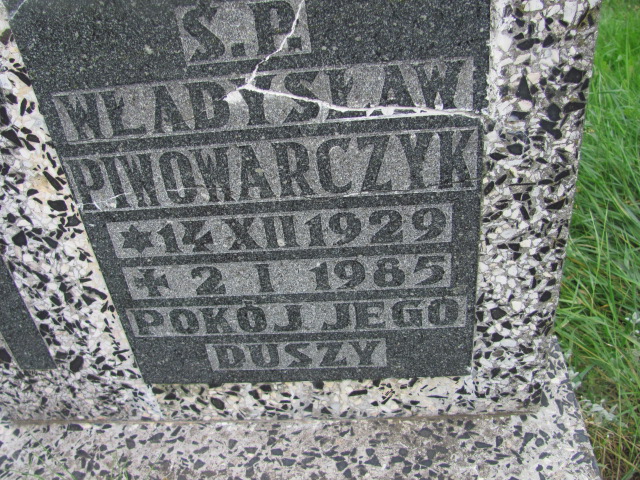 Ś.P.
WŁADYSŁAW
PIWOWARCZYK
✶14 XII 1929
✝ 2 I 1985
POKÓJ JEGO
DUSZY